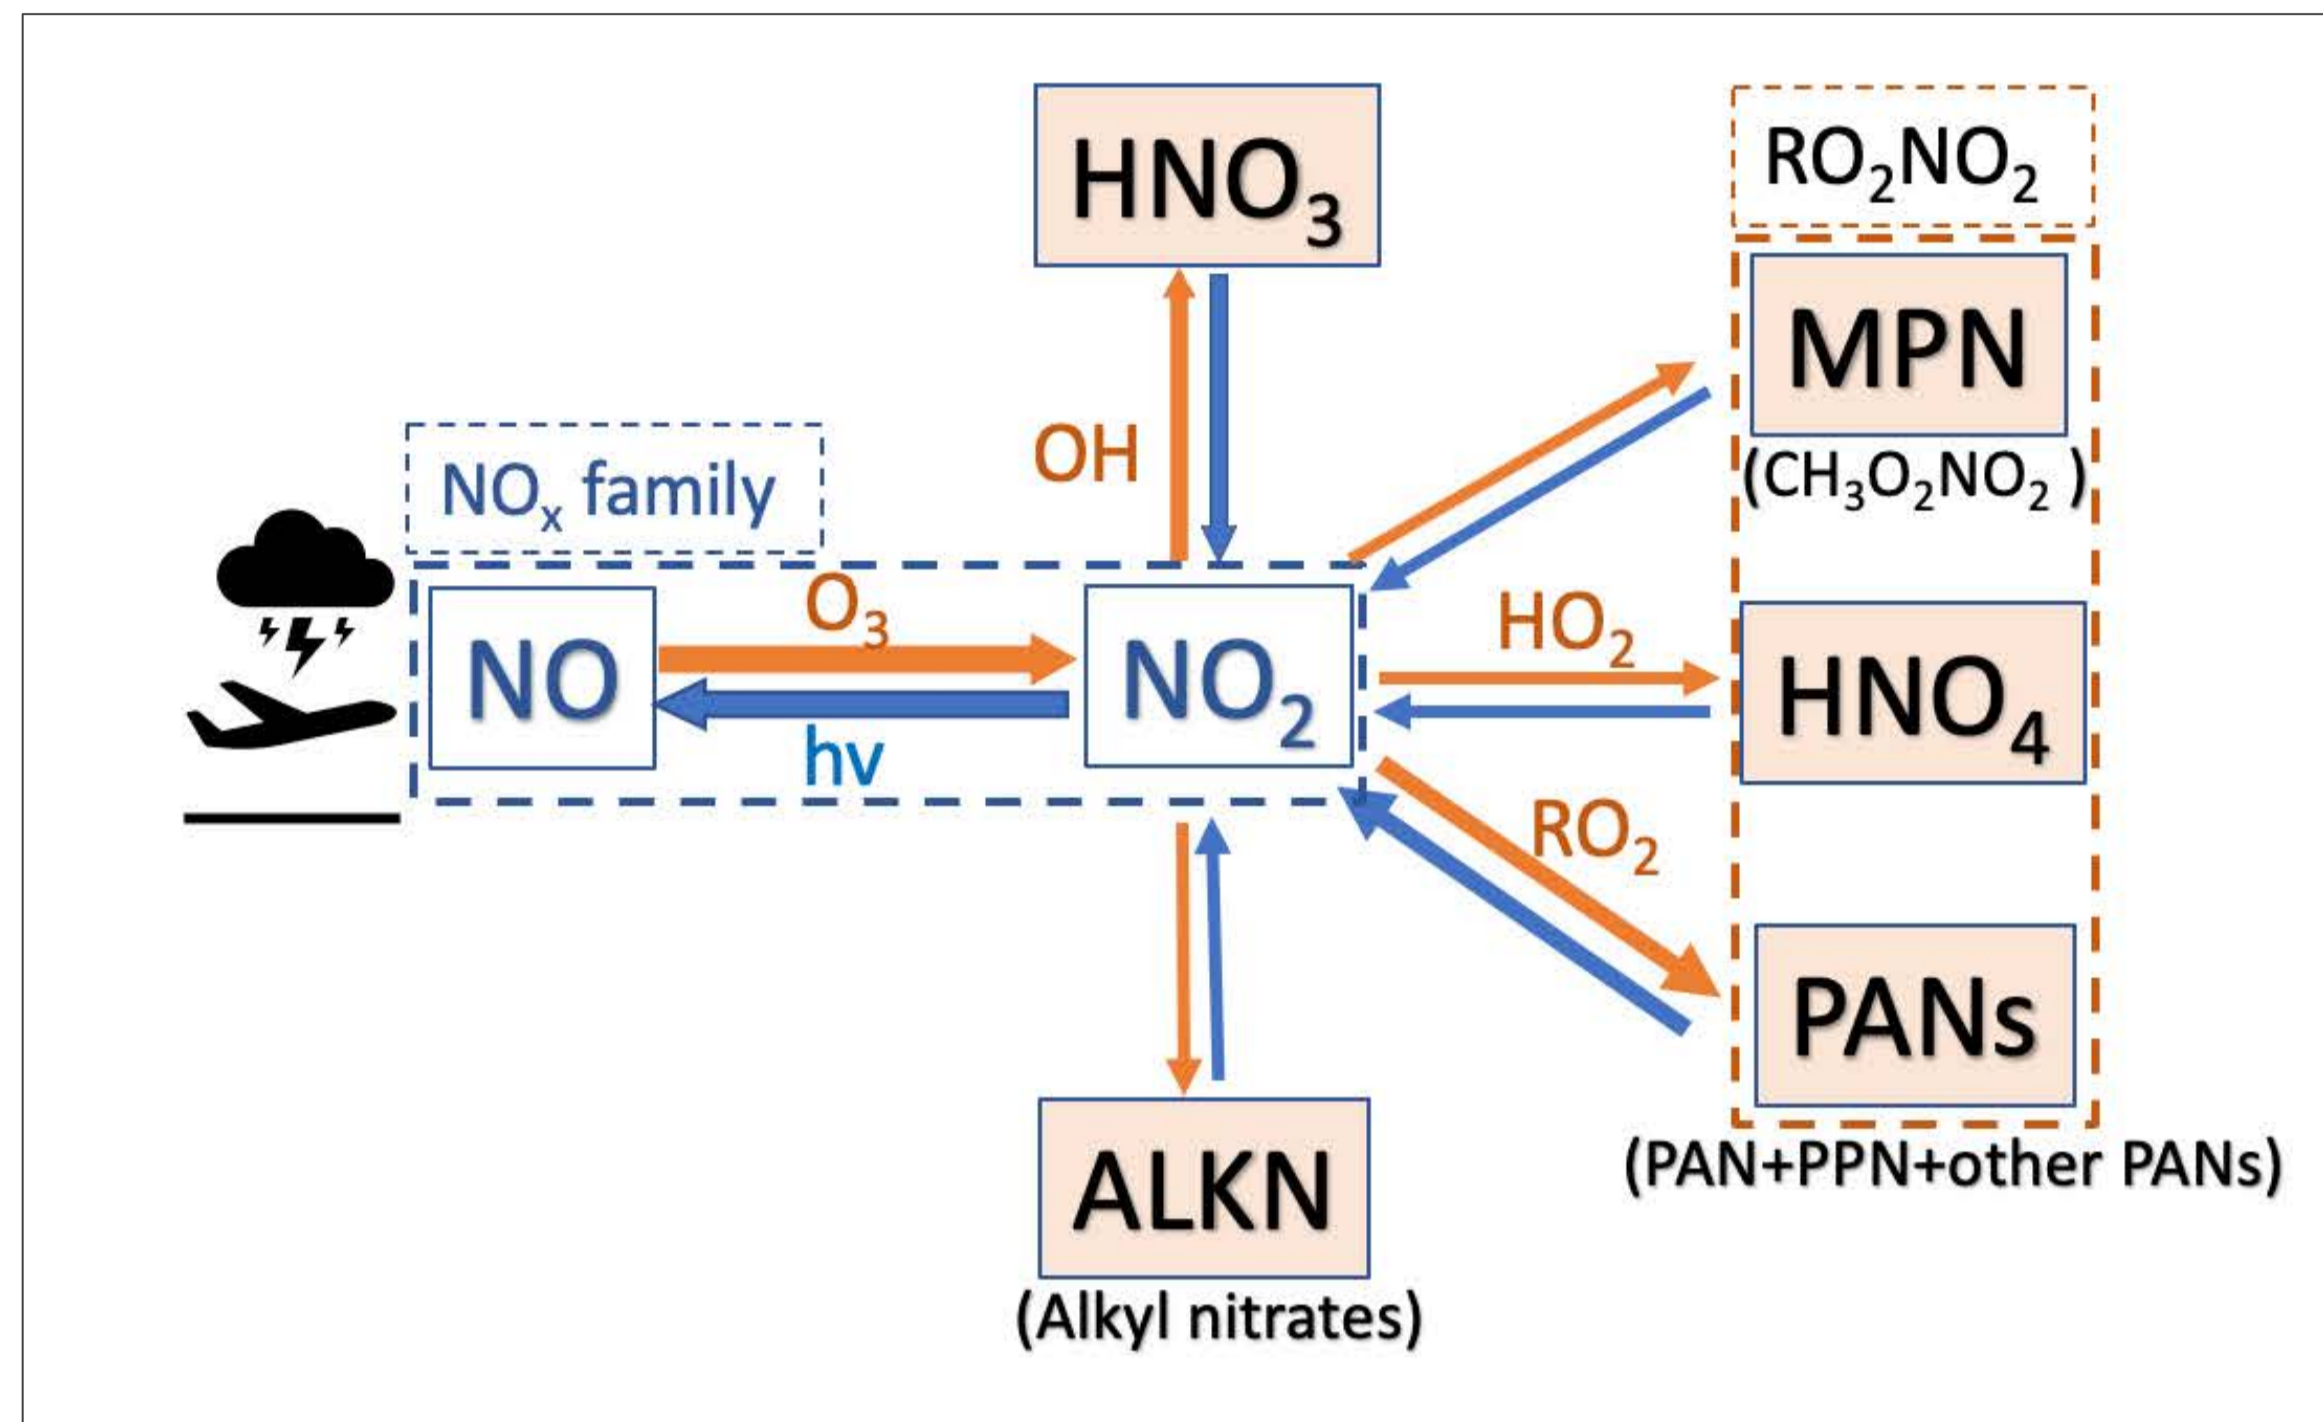 HNO₃
RO₂NO₂
MPN
(CH₃O₂NO₂ )
OH
NOₓ family
O₃
NO
NO₂
hv
HO₂
HNO₄
RO₂
PANs
(PAN+PPN+other PANs)
ALKN
(Alkyl nitrates)